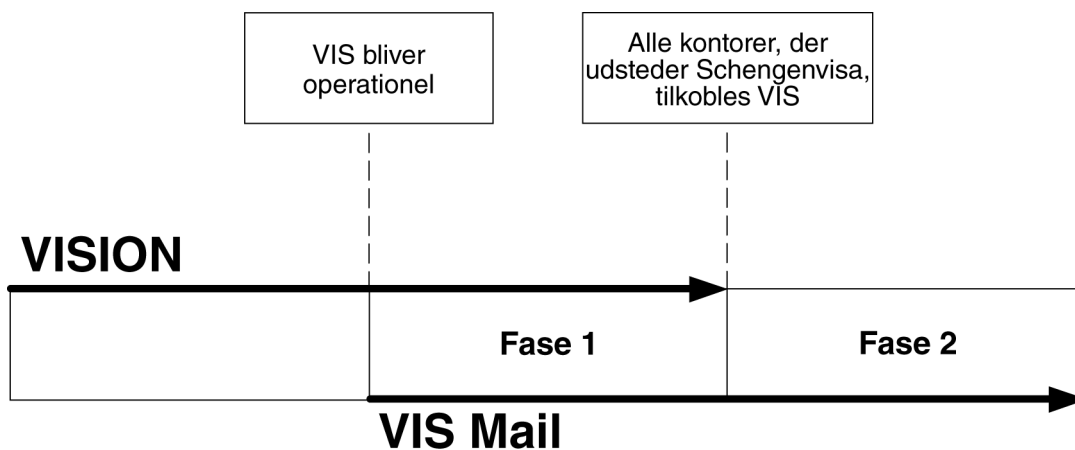 VIS bliver
operationel
Alle kontorer, der
udsteder Schengenvisa,
tilkobles VIS
VISION
Fase 1
Fase 2
VIS Mail